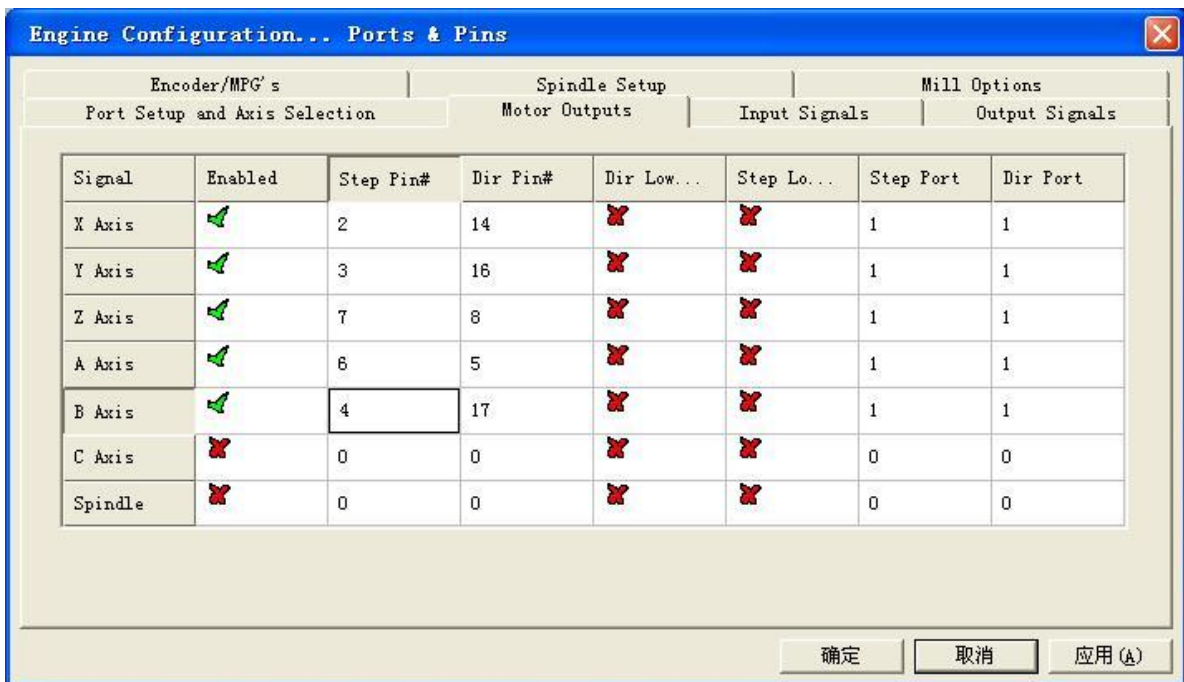 Engine Configuration... Ports & Pins
Encoder/MPG's Spindle Setup Mill Options
Port Setup and Axis Selection Motor Outputs Input Signals Output Signals
Signal Enabled Step Pin# Dir Pin# Dir Low... Step Lo... Step Port Dir Port
X Axis 2 14 1 1
Y Axis 3 16 1 1
Z Axis 7 8 1 1
A Axis 6 5 1 1
B Axis 4 17 1 1
C Axis 0 0 0 0
Spindle 0 0 0 0
确定 取消 应用(A)